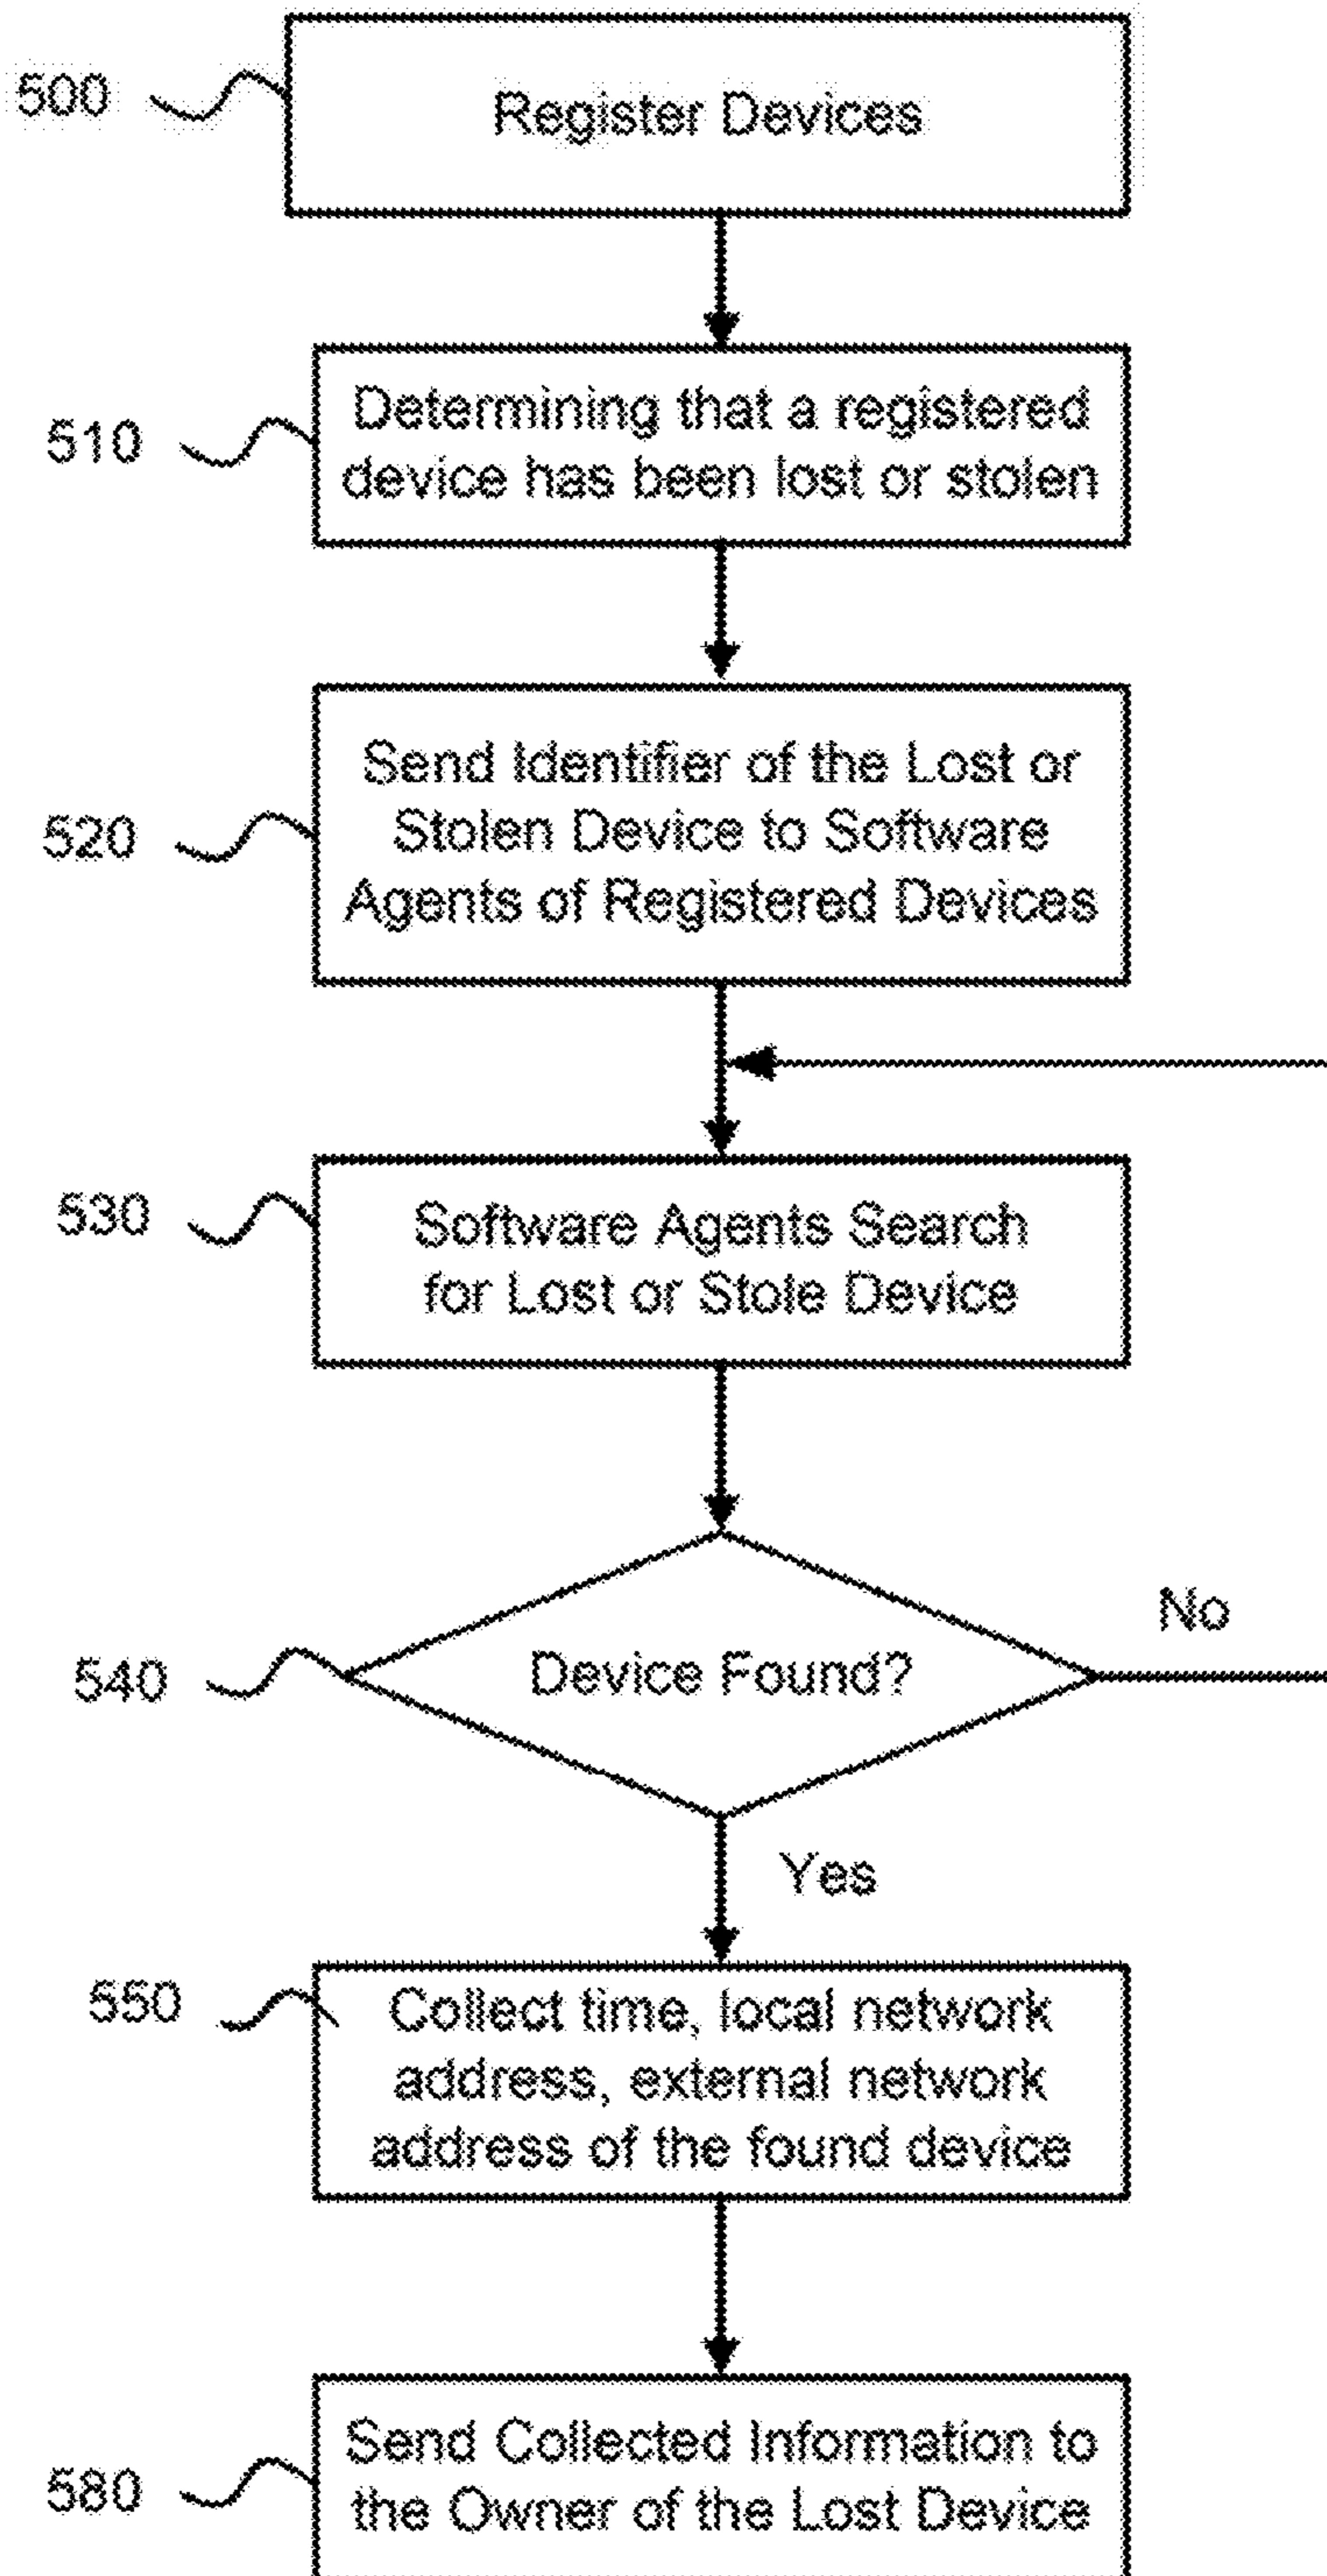 500
Register Devices
510
Determining that a registered
device has been lost or stolen
520
Send Identifier of the Lost or
Stolen Device to Software
Agents of Registered Devices
530
Software Agents Search
for Lost or Stole Device
540
Device Found?
No
Yes
550
Collect time, local network
address, external network
address of the found device
580
Send Collected Information to
the Owner of the Lost Device